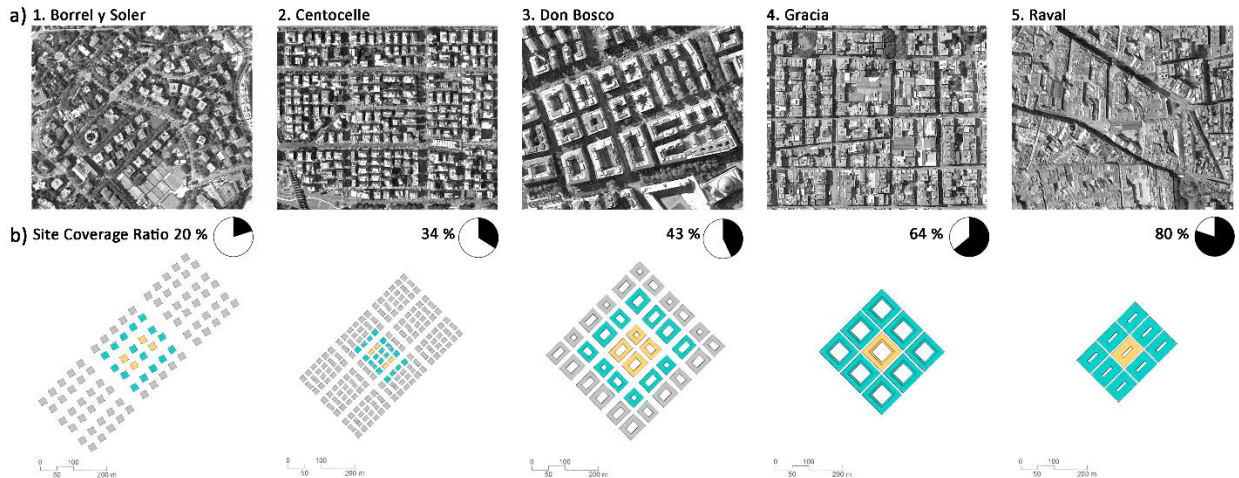 a) 1. Borrel y Soler 2. Centocelle 3. Don Bosco 4. Gracia 5. Raval
b) Site Coverage Ratio 20 % 34 % 43 % 64 % 80 %
0 100 0 100 0 100 0 100 0 100
50 200 m 50 200 m 50 200 m 50 200 m 50 200 m